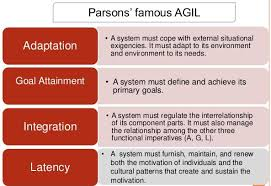 Parsons' famous AGIL
Adaptation
• A system must cope with external situational
exigencies. It must adapt to its environment
and environment to its needs.
Goal Attainment
• A system must define and achieve its
primary goals.
Integration
• A system must regulate the interrelationship
of its component parts. It must also manage
the relationship among the other three
functional imperatives (A, G, L).
Latency
• A system must furnish, maintain, and renew
both the motivation of individuals and the
cultural patterns that create and sustain the
motivation.